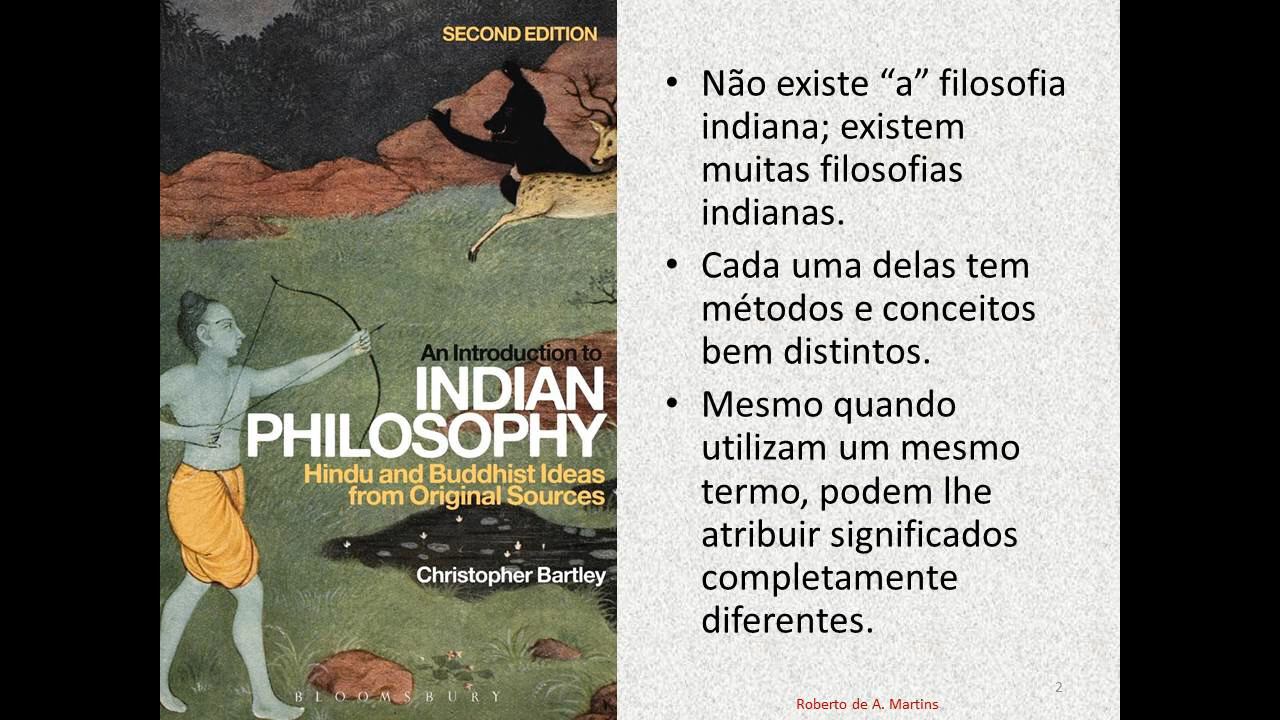 SECOND EDITION
An Introduction to
INDIAN
PHILOSOPHY
Hindu and Buddhist Ideas
from Original Sources
Christopher Bartley
BLOOMSBURY
• Não existe “a” filosofia
indiana; existem
muitas filosofias
indianas.
• Cada uma delas tem
métodos e conceitos
bem distintos.
• Mesmo quando
utilizam um mesmo
termo, podem lhe
atribuir significados
completamente
diferentes.
2
Roberto de A. Martins